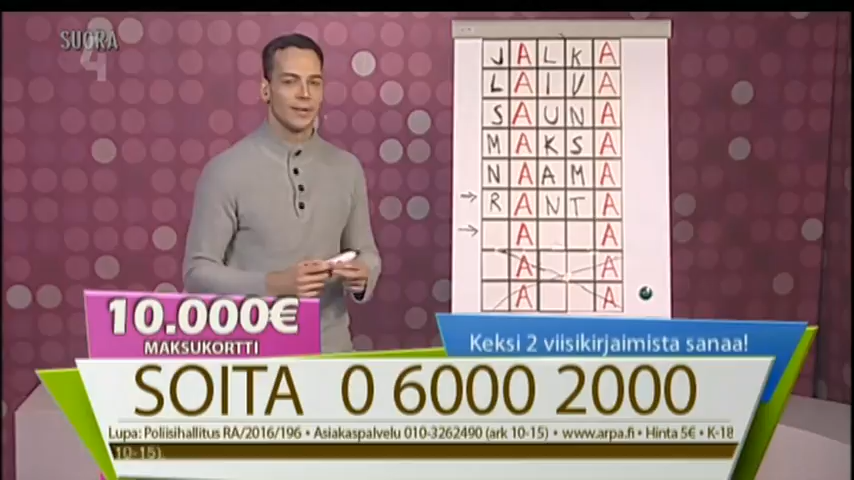 SUORA
4
JALKA
LAIVA
SAUNA
MAKSA
NAAMA
→ RANTA
→ A A
A A
A A
10.000€
MAKSUKORTTI
Keksi 2 viisikirjaimista sanaa!
SOITA 0 6000 2000
Lupa: Poliisihallitus RA/2016/196 • Asiakaspalvelu 010-3262490 (ark 10-15) • www.arpa.fi • Hinta 5€ • K-18
10-15).